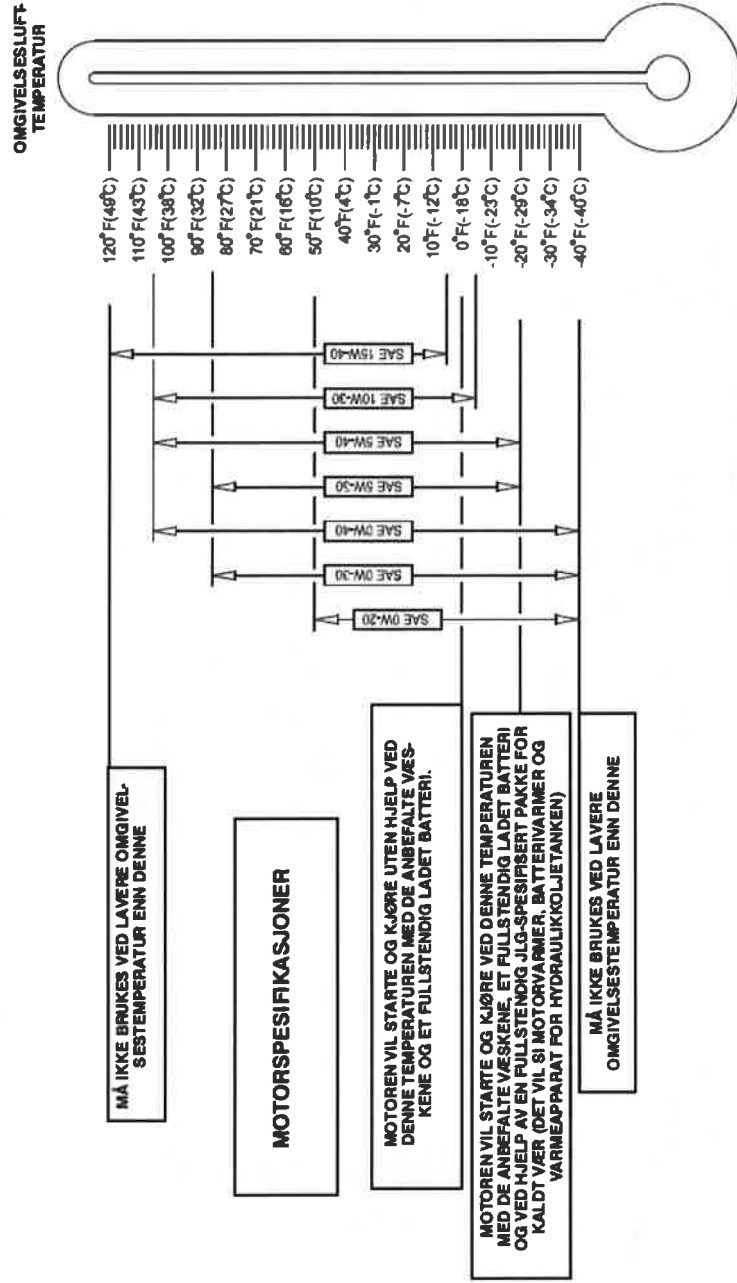 OMGIVELSESLUFT-
TEMPERATUR
120°F(49°C)
110°F(43°C)
100°F(38°C)
90°F(32°C)
80°F(27°C)
70°F(21°C)
60°F(16°C)
50°F(10°C)
40°F(4°C)
30°F(-1°C)
20°F(-7°C)
10°F(-12°C)
0°F(-18°C)
-10°F(-23°C)
-20°F(-29°C)
-30°F(-34°C)
-40°F(-40°C)
SAE 15W-40
SAE 10W-30
SAE 5W-40
SAE 5W-30
SAE 0W-40
SAE 0W-30
SAE 0W-20
MÅ IKKE BRUKES VED LAVERE OMGIVEL-
SESTEMPERATUR ENN DENNE
MOTORSPESIFIKASJONER
MOTOREN VIL STARTE OG KJØRE UTEN HJELP VED
DENNE TEMPERATUREN MED DE ANBEFALTE VÆS-
KENE OG ET FULLSTENDIG LADET BATTERI).
MOTOREN VIL STARTE OG KJØRE VED DENNE TEMPERATUREN
MED DE ANBEFALTE VÆSKENE, ET FULLSTENDIG LADET BATTERI
OG VED HJELP AV EN FULLSTENDIG JLG-SPESIFISERT PAKKE FOR
KALDT VÆR (DET VIL SI MOTORVARMER, BATTERIVARMER OG
VARMEAPPARAT FOR HYDRAULIKKOLJETANKEN)
MÅ IKKE BRUKES VED LAVERE
OMGIVELSESTEMPERATUR ENN DENNE